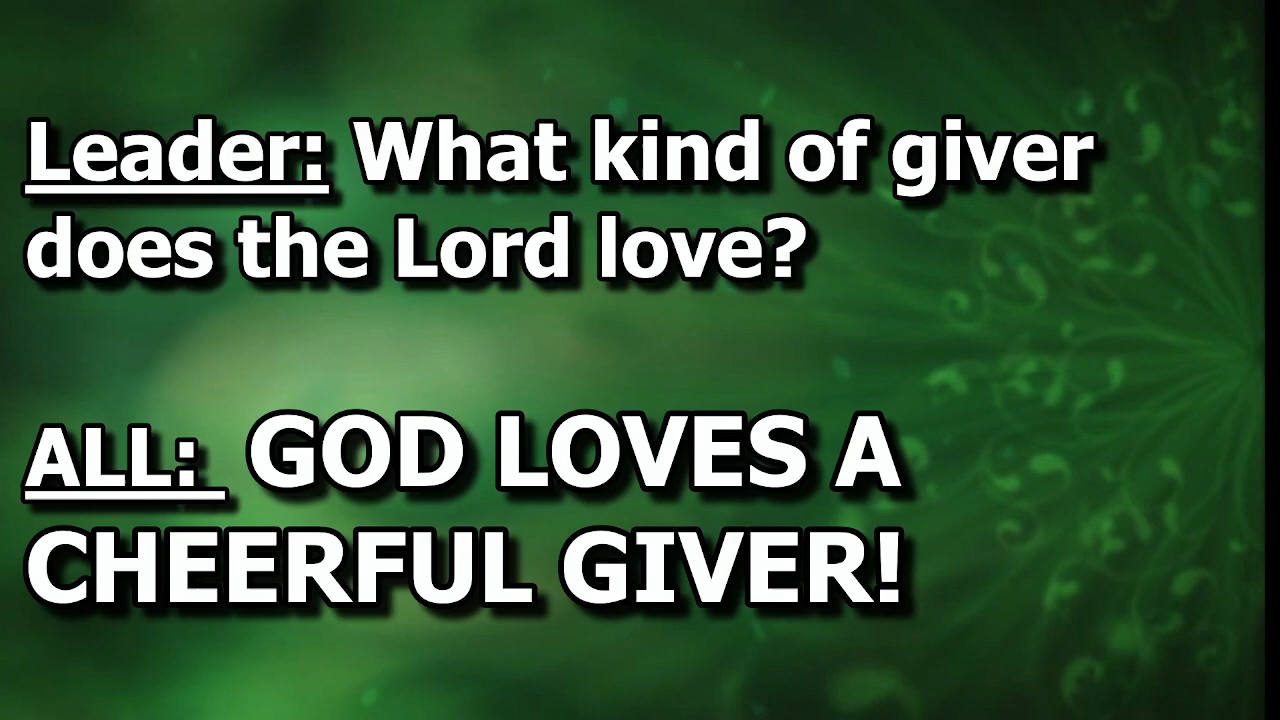 Leader: What kind of giver
does the Lord love?
ALL: GOD LOVES A
CHEERFUL GIVER!